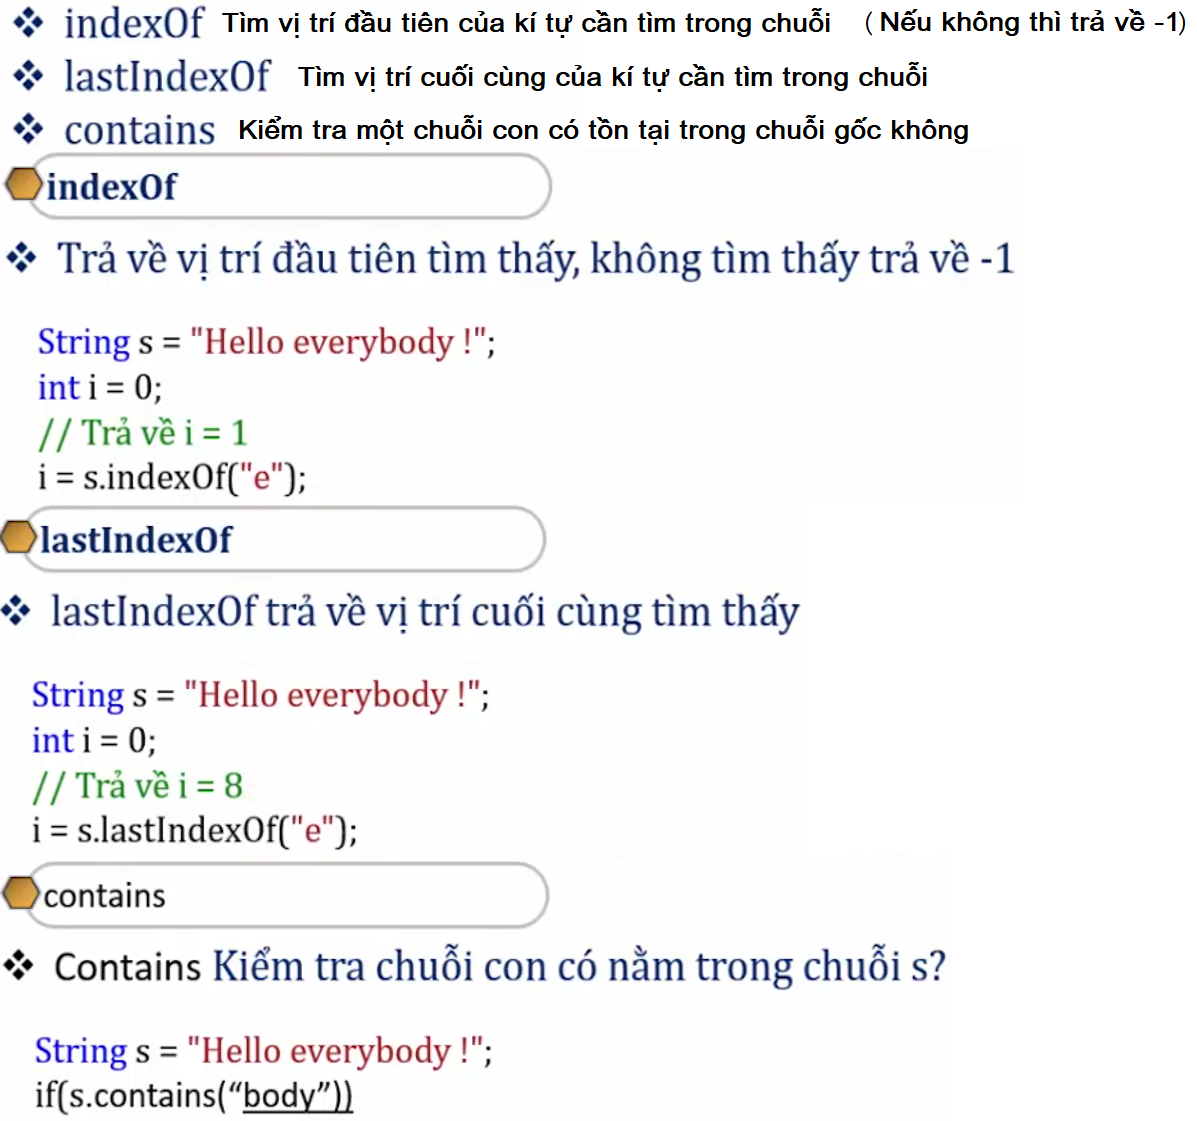 ❖ indexOf Tìm vị trí đầu tiên của kí tự cần tìm trong chuỗi ( Nếu không thì trả về -1)
❖ lastIndexOf Tìm vị trí cuối cùng của kí tự cần tìm trong chuỗi
❖ contains Kiểm tra một chuỗi con có tồn tại trong chuỗi gốc không
indexOf
❖ Trả về vị trí đầu tiên tìm thấy, không tìm thấy trả về -1
String s = "Hello everybody !";
int i = 0;
// Trả về i = 1
i = s.indexOf("e");
lastIndexOf
❖ lastIndexOf trả về vị trí cuối cùng tìm thấy
String s = "Hello everybody !";
int i = 0;
// Trả về i = 8
i = s.lastIndexOf("e");
contains
❖ Contains Kiểm tra chuỗi con có nằm trong chuỗi s?
String s = "Hello everybody !";
if(s.contains(“body”))